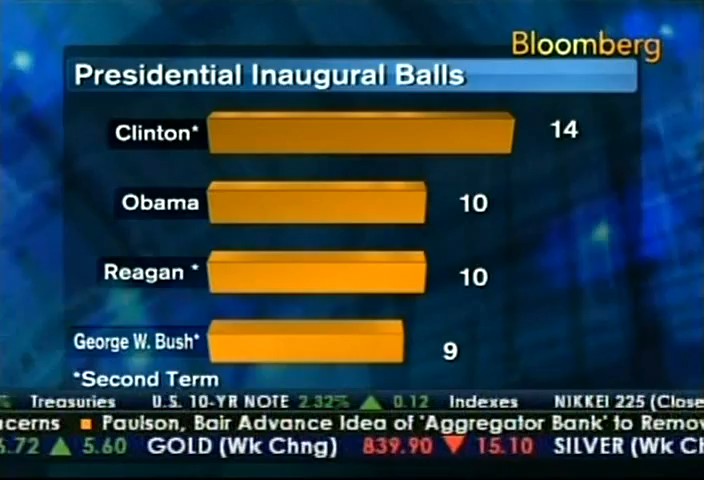 Bloomberg
Presidential Inaugural Balls
Clinton* 14
Obama 10
Reagan * 10
George W. Bush* 9
*Second Term
% Treasuries U.S. 10-YR NOTE 2.32% ▲ 0.12 Indexes NIKKEI 225 (Close
■ Paulson, Bair Advance Idea of 'Aggregator Bank' to Remov
5.60 GOLD (Wk Chng) 839.90 ▼ 15.10 SILVER (Wk Ch